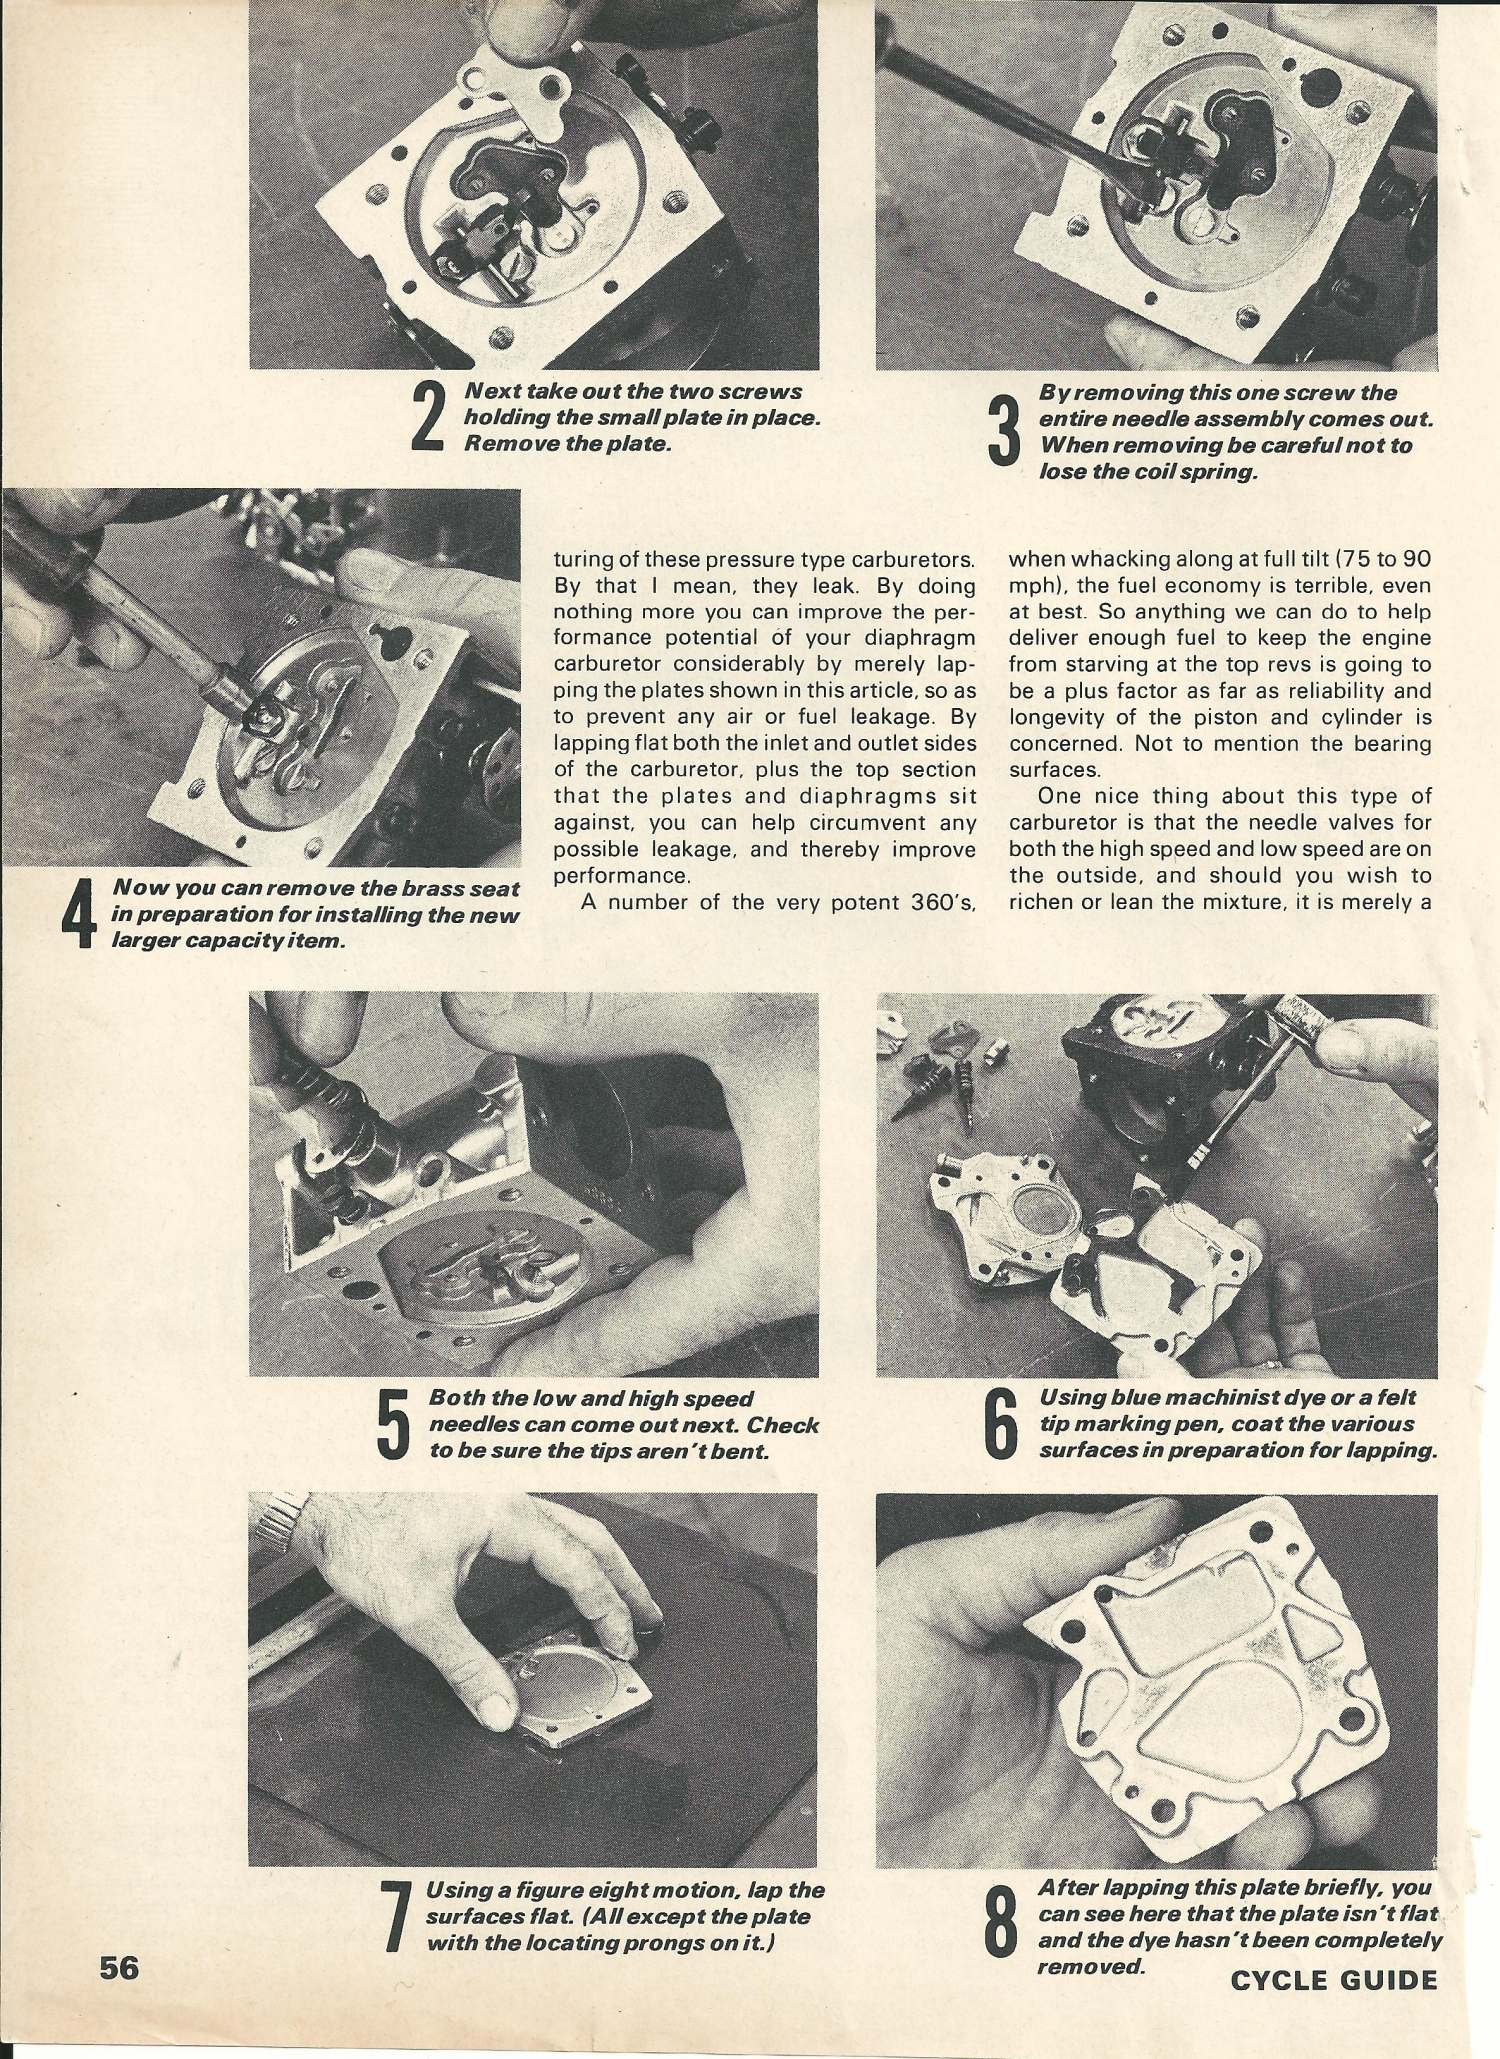 2
Next take out the two screws
holding the small plate in place.
Remove the plate.
3
By removing this one screw the
entire needle assembly comes out.
When removing be careful not to
lose the coil spring.
4
Now you can remove the brass seat
in preparation for installing the new
larger capacity item.
turing of these pressure type carburetors.
By that I mean, they leak. By doing
nothing more you can improve the per-
formance potential of your diaphragm
carburetor considerably by merely lap-
ping the plates shown in this article, so as
to prevent any air or fuel leakage. By
lapping flat both the inlet and outlet sides
of the carburetor, plus the top section
that the plates and diaphragms sit
against, you can help circumvent any
possible leakage, and thereby improve
performance.
A number of the very potent 360's,
when whacking along at full tilt (75 to 90
mph), the fuel economy is terrible, even
at best. So anything we can do to help
deliver enough fuel to keep the engine
from starving at the top revs is going to
be a plus factor as far as reliability and
longevity of the piston and cylinder is
concerned. Not to mention the bearing
surfaces.
One nice thing about this type of
carburetor is that the needle valves for
both the high speed and low speed are on
the outside, and should you wish to
richen or lean the mixture, it is merely a
5
Both the low and high speed
needles can come out next. Check
to be sure the tips aren't bent.
6
Using blue machinist dye or a felt
tip marking pen, coat the various
surfaces in preparation for lapping.
7
Using a figure eight motion, lap the
surfaces flat. (All except the plate
with the locating prongs on it.)
8
After lapping this plate briefly, you
can see here that the plate isn't flat
and the dye hasn't been completely
removed.
56
CYCLE GUIDE